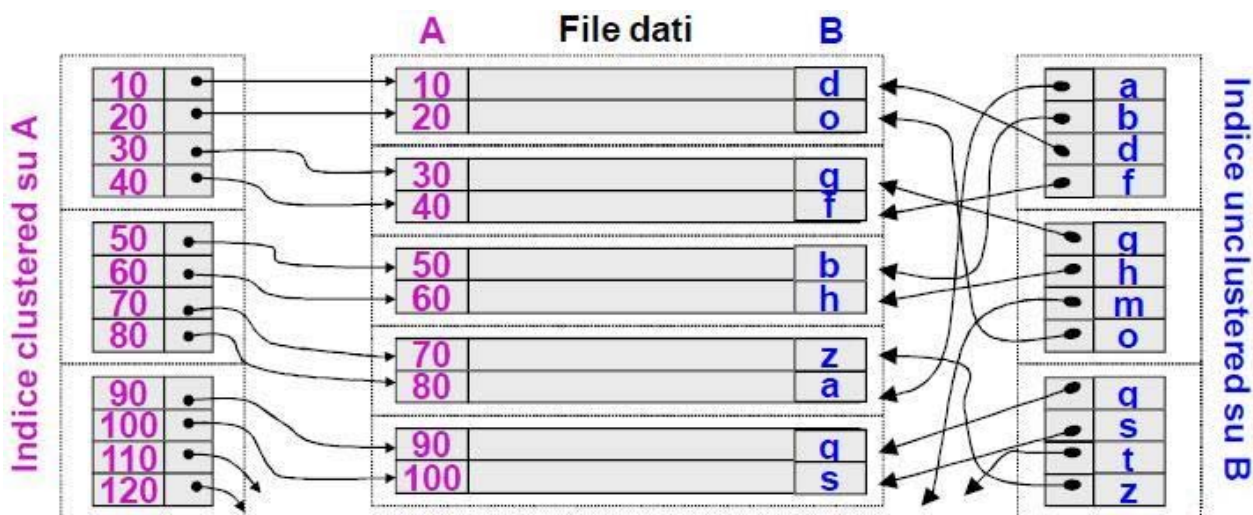 A File dati B
Indice clustered su A
10
20
30
40
50
60
70
80
90
100
110
120
10 d
20 o
30 g
40 f
50 b
60 h
70 z
80 a
90 q
100 s
a
b
d
f
g
h
m
o
q
s
t
z
Indice unclustered su B